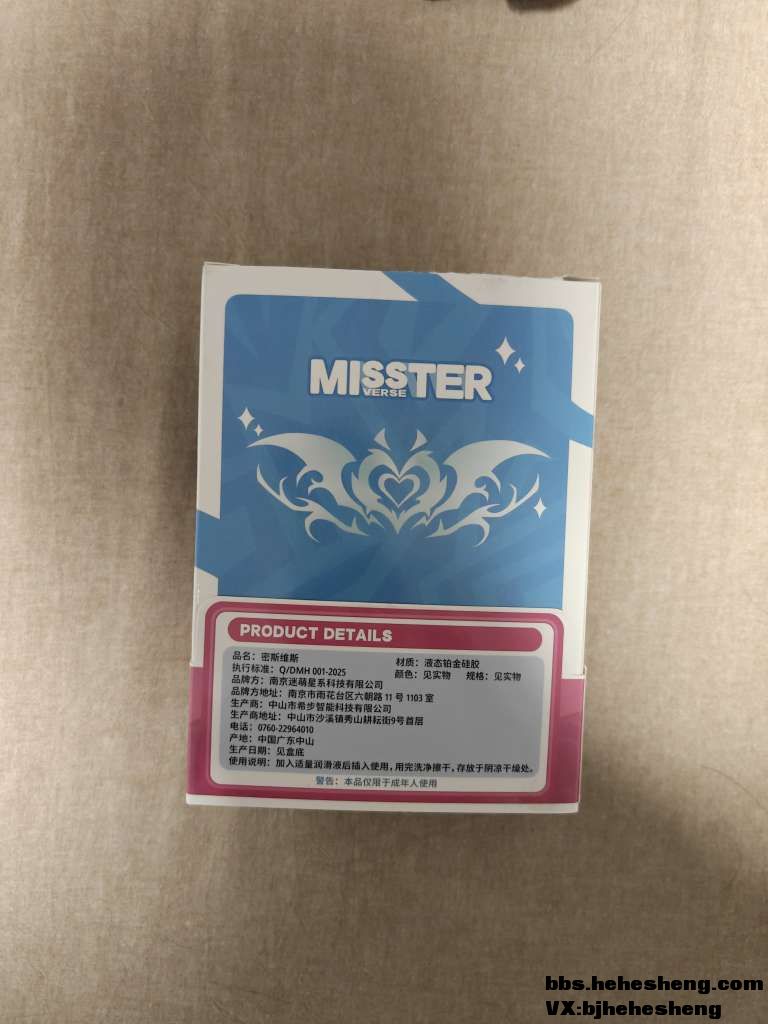 MISSTER
VERSE
PRODUCT DETAILS
品名：密斯维斯 材质：液态铂金硅胶
执行标准：Q/DMH 001-2025 颜色：见实物 规格：见实物
品牌方：南京迷萌星系科技有限公司
品牌方地址：南京市雨花台区六朝路 11 号 1103 室
生产商：中山市希步智能科技有限公司
生产商地址：中山市沙溪镇秀山耕耘街9号首层
电话：0760-22964010
产地：中国广东中山
生产日期：见盒底
使用说明：加入适量润滑液后插入使用，用完洗净擦干，存放于阴凉干燥处。
警告：本品仅限于成年人使用
bbs.hehesheng.com
VX:bjhehesheng